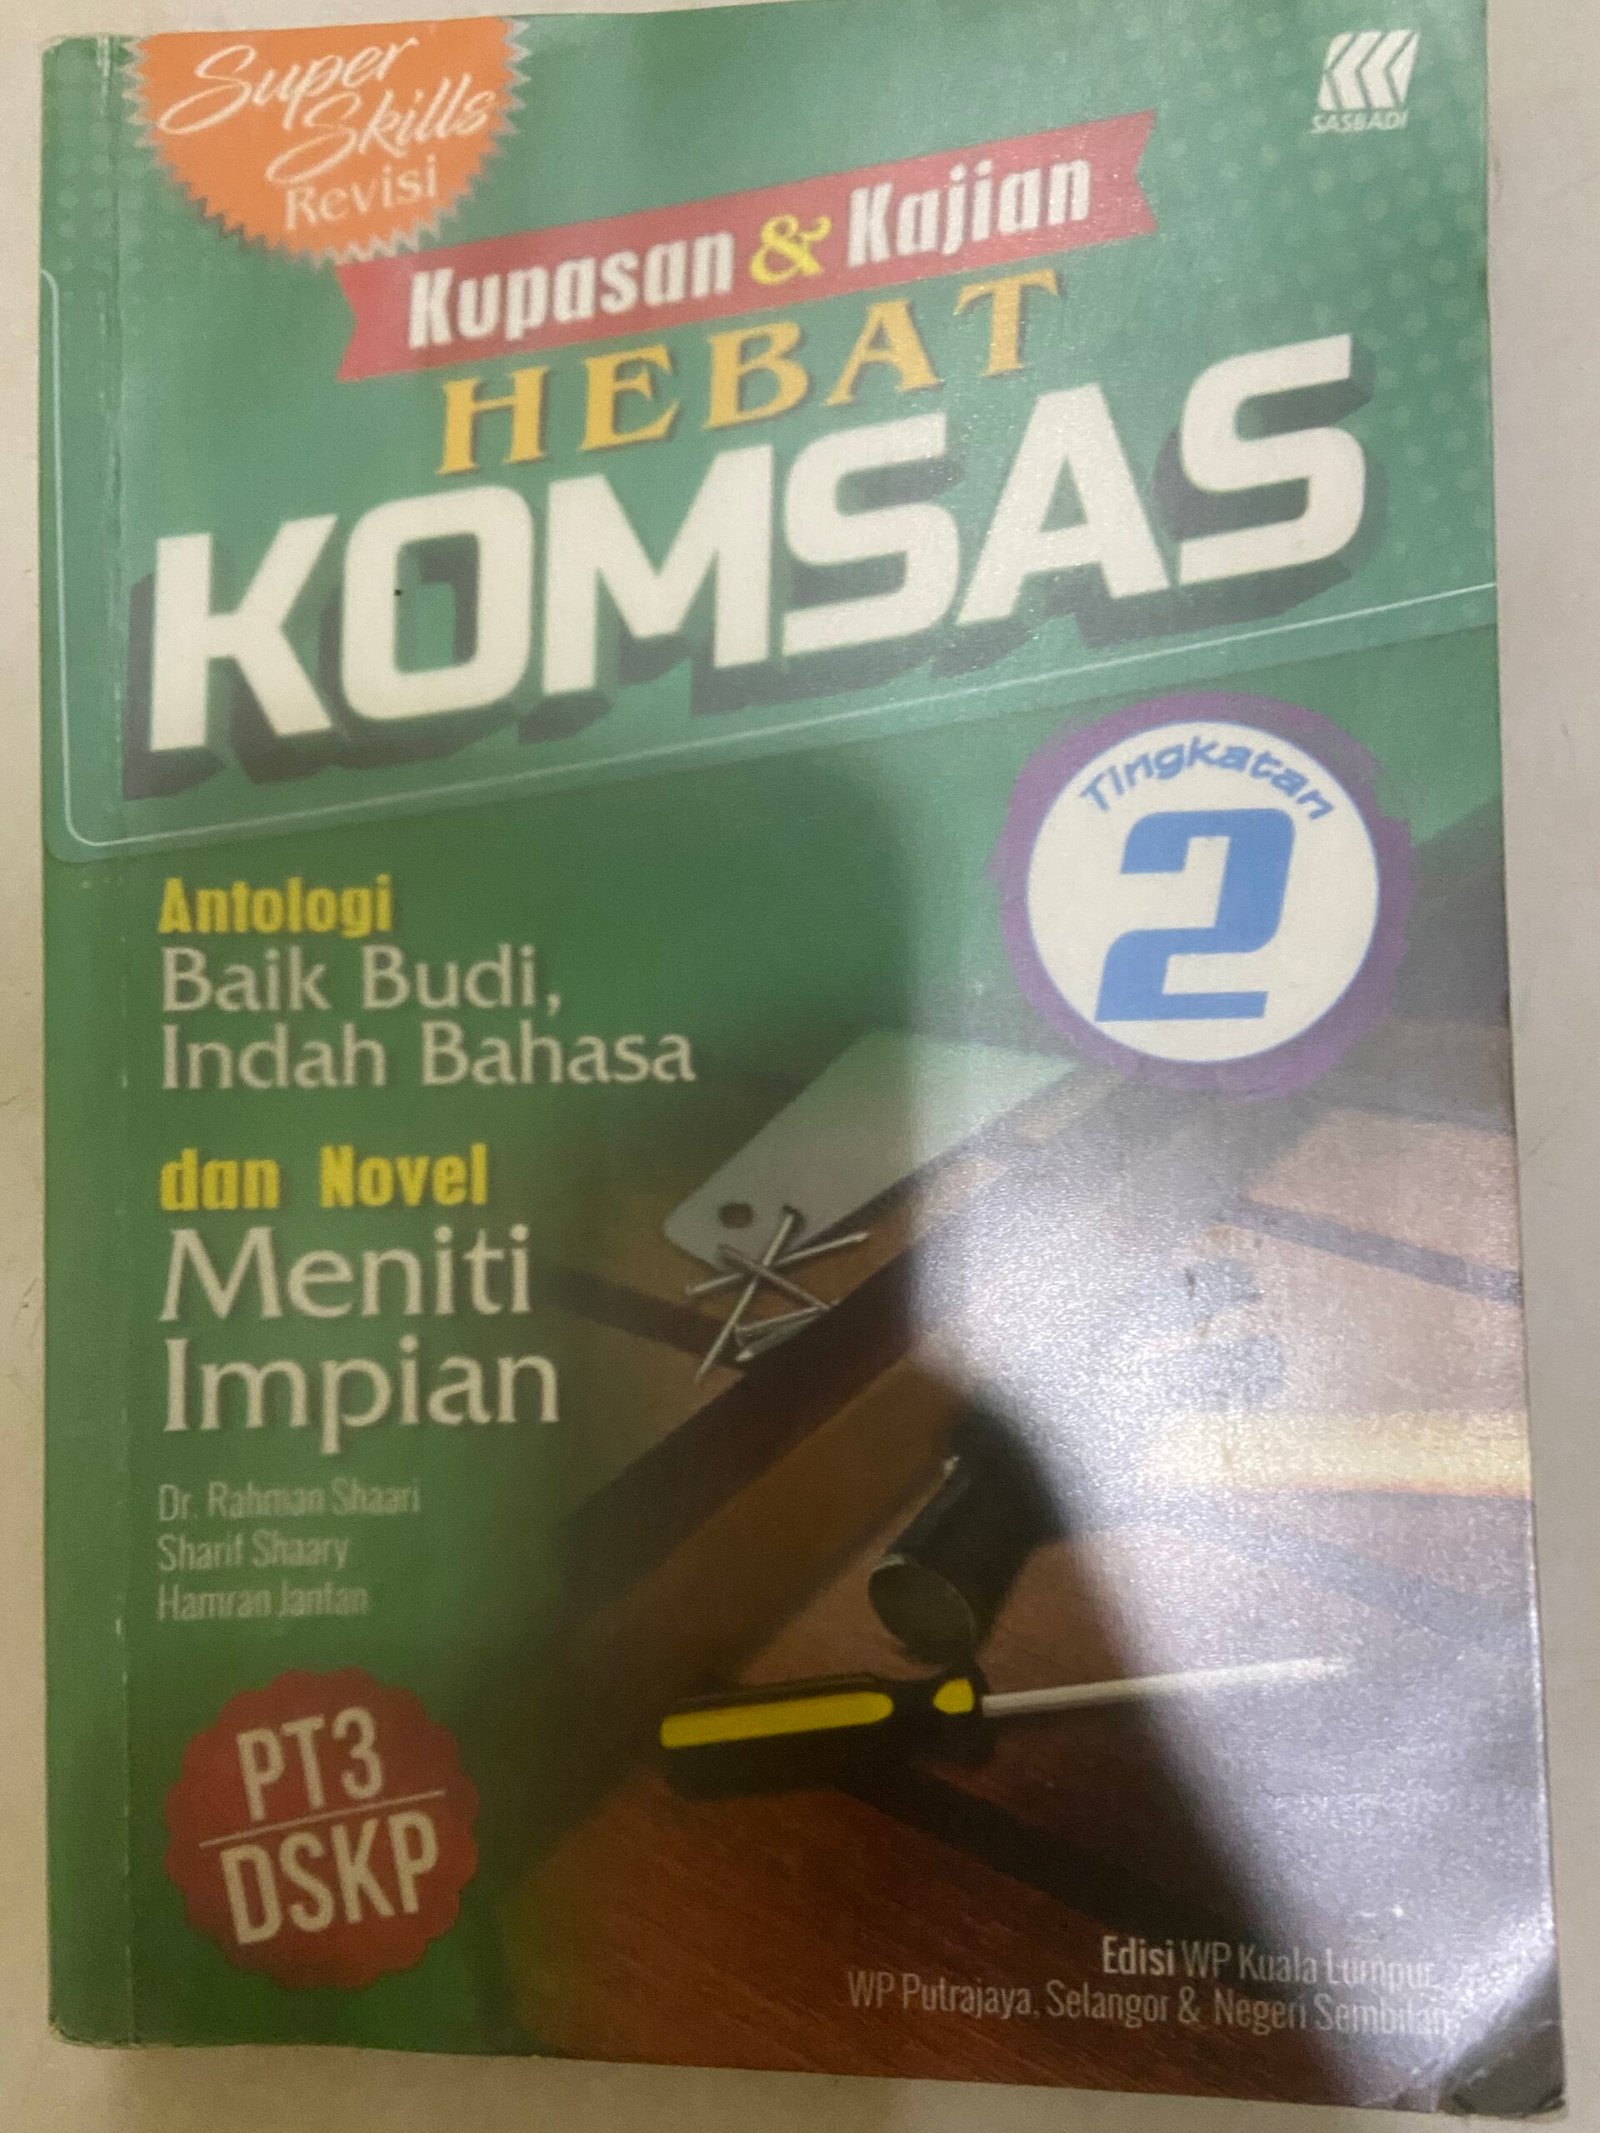 Super
Skills
Revisi
SASBADI
Kupasan & Kajian
HEBAT
KOMSAS
Tingkatan
2
Antologi
Baik Budi,
Indah Bahasa
dan Novel
Meniti
Impian
Dr. Rahman Shaari
Sharif Shaary
Hamran Jantan
PT3
DSKP
Edisi WP Kuala Lumpur,
WP Putrajaya, Selangor & Negeri Sembilan